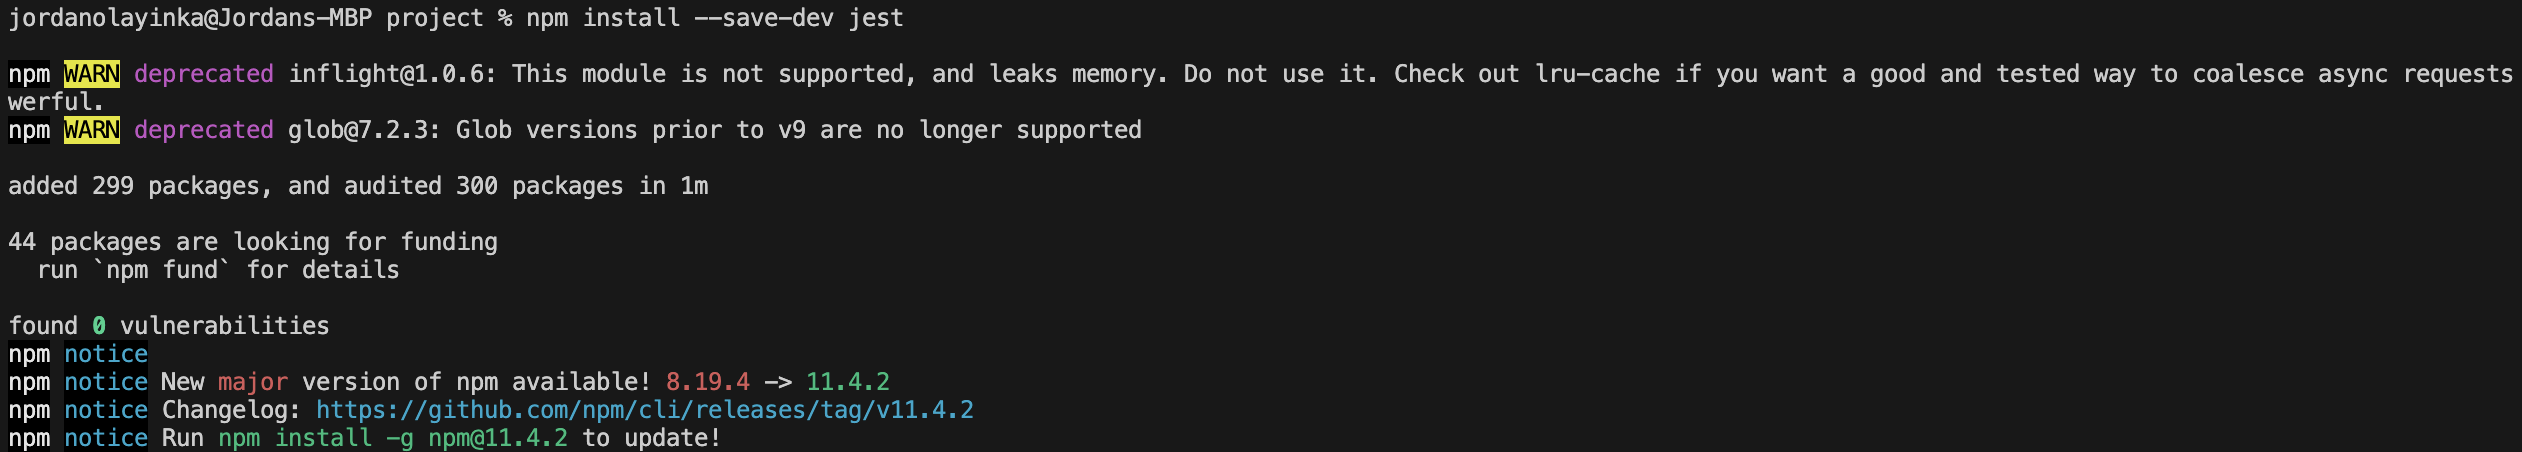 jordanolayinka@Jordans-MBP project % npm install --save-dev jest
npm WARN deprecated inflight@1.0.6: This module is not supported, and leaks memory. Do not use it. Check out lru-cache if you want a good and tested way to coalesce async requests
werful.
npm WARN deprecated glob@7.2.3: Glob versions prior to v9 are no longer supported
added 299 packages, and audited 300 packages in 1m
44 packages are looking for funding
  run `npm fund` for details
found 0 vulnerabilities
npm notice
npm notice New major version of npm available! 8.19.4 -> 11.4.2
npm notice Changelog: https://github.com/npm/cli/releases/tag/v11.4.2
npm notice Run npm install -g npm@11.4.2 to update!